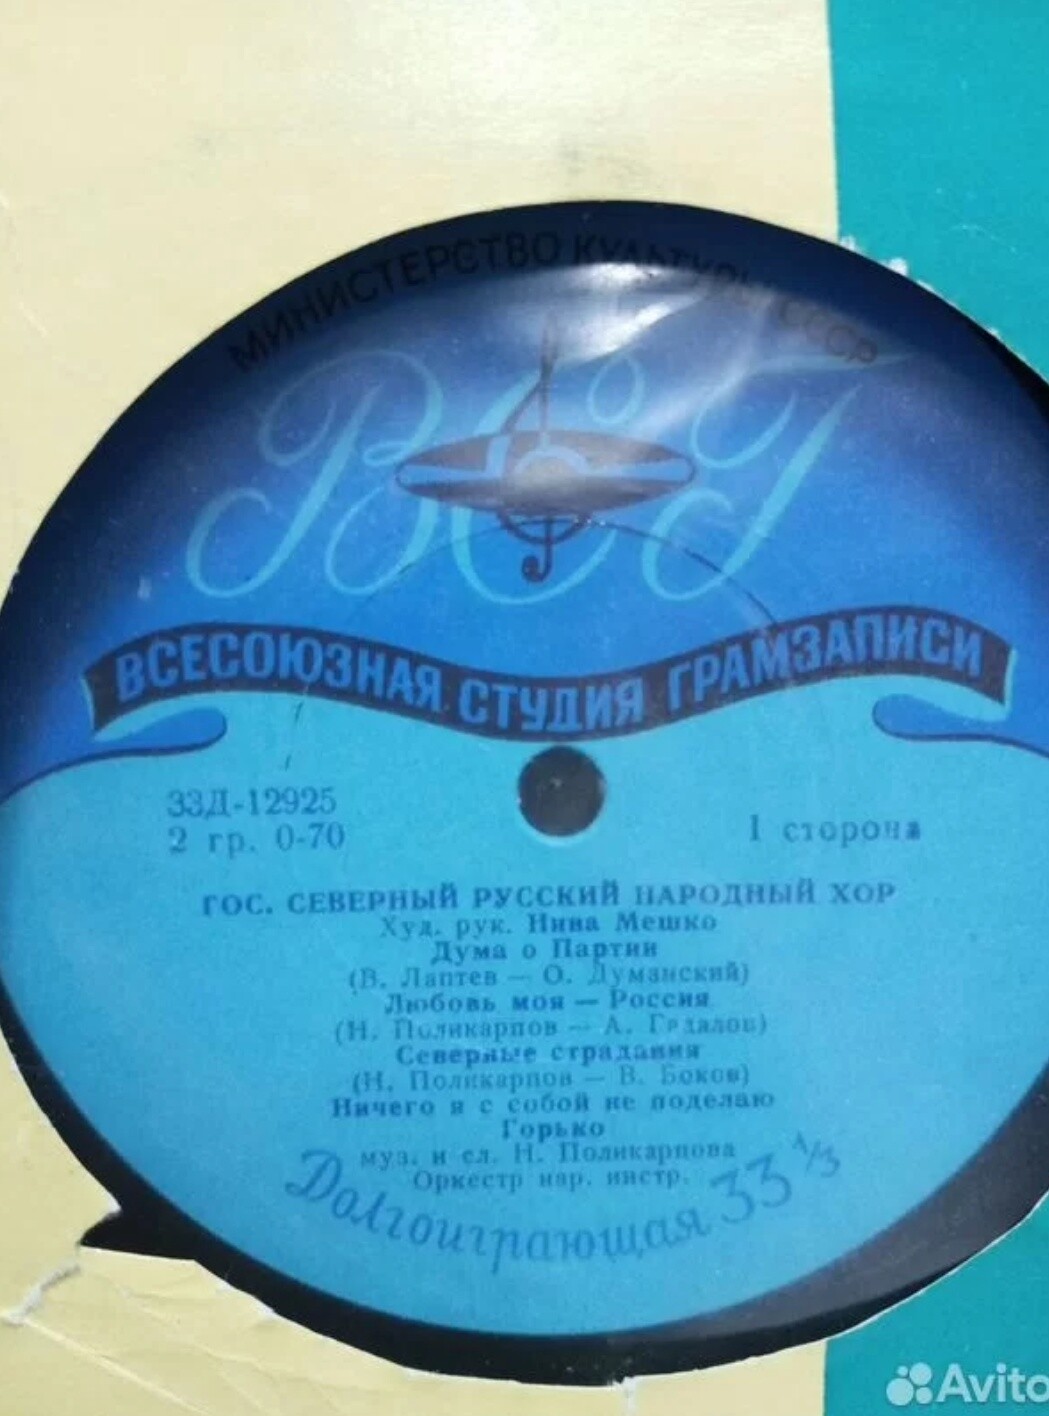 МИНИСТЕРСТВО КУЛЬТУРЫ СССР
ВСГ
ВСЕСОЮЗНАЯ СТУДИЯ ГРАМЗАПИСИ
33Д-12925
2 гр. 0-70
1 сторона
ГОС. СЕВЕРНЫЙ РУССКИЙ НАРОДНЫЙ ХОР
Худ. рук. Нина Мешко
Дума о Партии
(В. Лаптев — О. Думанский)
Любовь моя — Россия
(Н. Поликарпов — А.
Северные страдания
(Н. Поликарпов — В. Боков)
Ничего я с собой не поделаю
Горько
муз. и сл. Н. Поликарпова
Оркестр нар. инстр.
Долгоиграющая 33
Avito